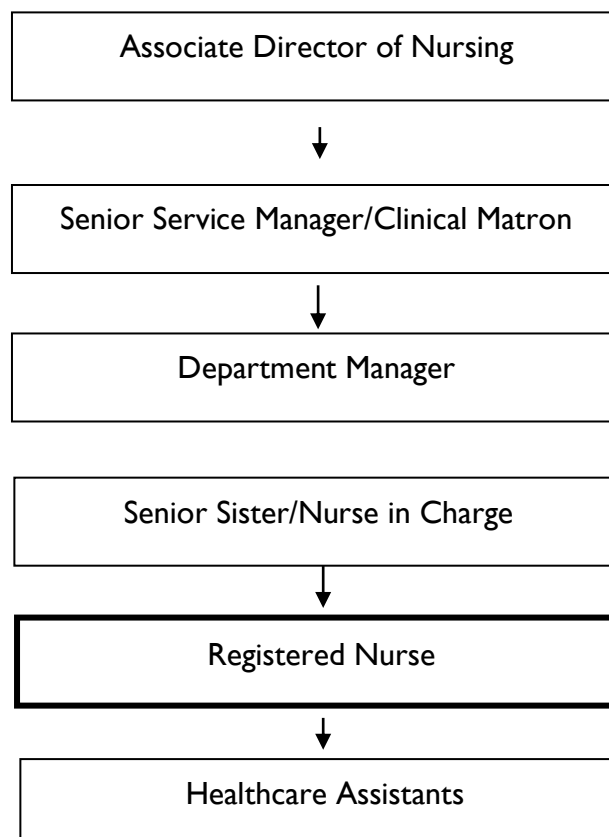 Associate Director of Nursing
Senior Service Manager/Clinical Matron
Department Manager
Senior Sister/Nurse in Charge
Registered Nurse
Healthcare Assistants